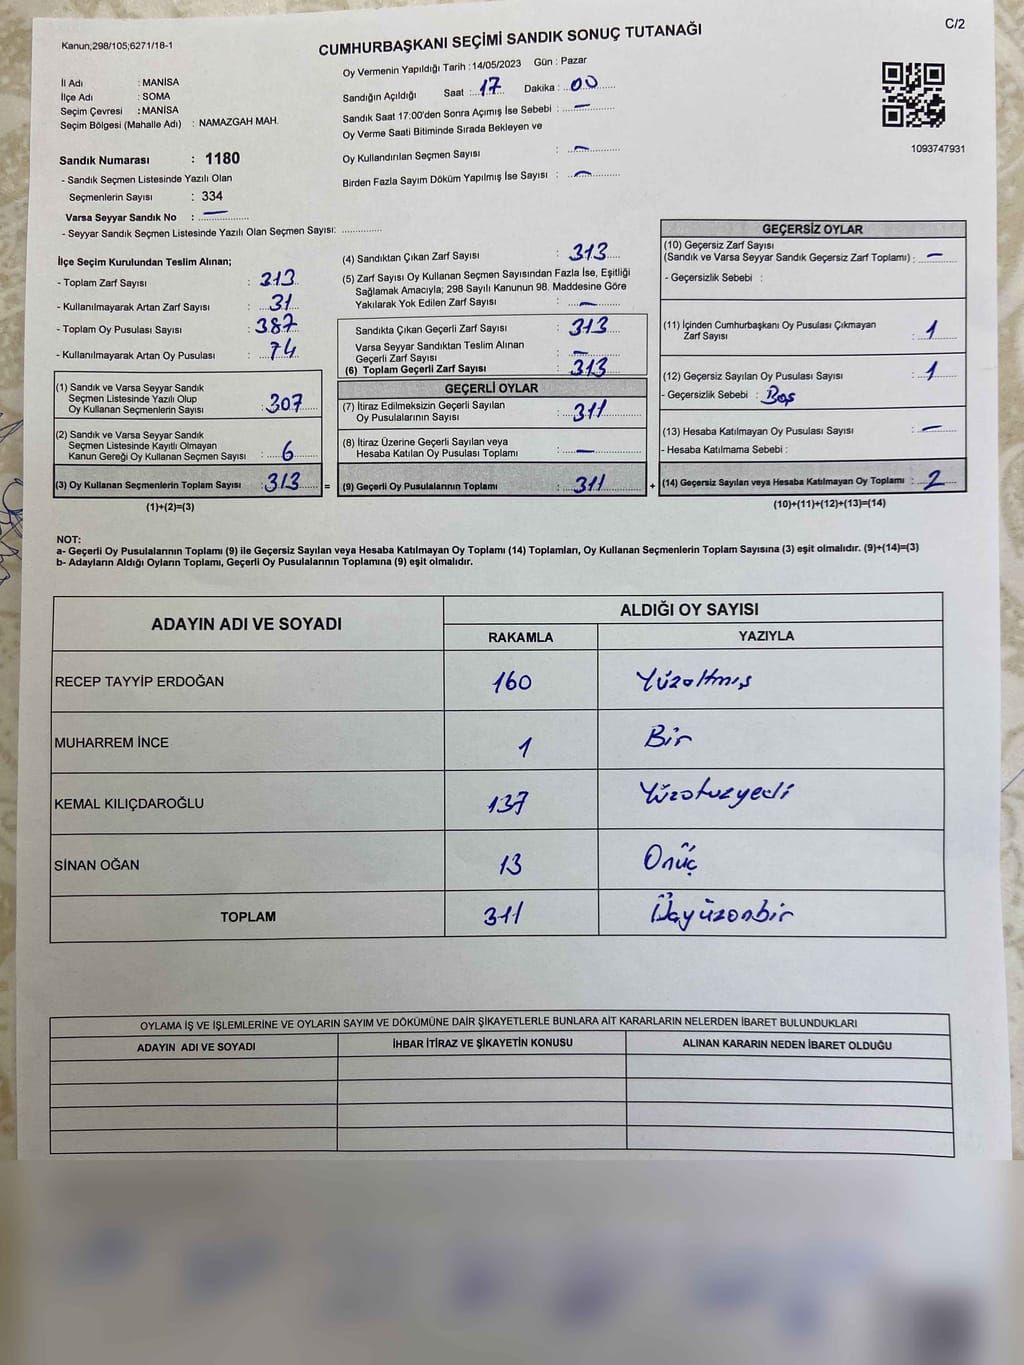 Kanun;298/105;6271/18-1
C/2
CUMHURBAŞKANI SEÇİMİ SANDIK SONUÇ TUTANAĞI
İl Adı : MANİSA
İlçe Adı : SOMA
Seçim Çevresi : MANİSA
Seçim Bölgesi (Mahalle Adı) : NAMAZGAH MAH.
Sandık Numarası : 1180
- Sandık Seçmen Listesinde Yazılı Olan
Seçmenlerin Sayısı : 334
Varsa Seyyar Sandık No : —
- Seyyar Sandık Seçmen Listesinde Yazılı Olan Seçmen Sayısı:
Oy Vermenin Yapıldığı Tarih :14/05/2023 Gün : Pazar
Sandığın Açıldığı Saat : 17 Dakika : 00
Sandık Saat 17:00'den Sonra Açımış İse Sebebi : —
Oy Verme Saati Bitiminde Sırada Bekleyen ve
Oy Kullandırılan Seçmen Sayısı : —
Birden Fazla Sayım Döküm Yapılmış İse Sayısı : —
1093747931
İlçe Seçim Kurulundan Teslim Alınan;
- Toplam Zarf Sayısı : 313
- Kullanılmayarak Artan Zarf Sayısı : 31
- Toplam Oy Pusulası Sayısı : 387
- Kullanılmayarak Artan Oy Pusulası : 74
(1) Sandık ve Varsa Seyyar Sandık
Seçmen Listesinde Yazılı Olup
Oy Kullanan Seçmenlerin Sayısı : 307
(2) Sandık ve Varsa Seyyar Sandık
Seçmen Listesinde Kayıtlı Olmayan
Kanun Gereği Oy Kullanan Seçmen Sayısı : 6
(3) Oy Kullanan Seçmenlerin Toplam Sayısı : 313 =
(1)+(2)=(3)
(4) Sandıktan Çıkan Zarf Sayısı : 313
(5) Zarf Sayısı Oy Kullanan Seçmen Sayısından Fazla İse, Eşitliği
Sağlamak Amacıyla; 298 Sayılı Kanunun 98. Maddesine Göre
Yakılarak Yok Edilen Zarf Sayısı : —
Sandıkta Çıkan Geçerli Zarf Sayısı : 313
Varsa Seyyar Sandıktan Teslim Alınan
Geçerli Zarf Sayısı : —
(6) Toplam Geçerli Zarf Sayısı : 313
GEÇERLİ OYLAR
(7) İtiraz Edilmeksizin Geçerli Sayılan
Oy Pusulalarının Sayısı : 311
(8) İtiraz Üzerine Geçerli Sayılan veya
Hesaba Katılan Oy Pusulası Toplamı : —
(9) Geçerli Oy Pusulalarının Toplamı : 311 +
GEÇERSİZ OYLAR
(10) Geçersiz Zarf Sayısı
(Sandık ve Varsa Seyyar Sandık Geçersiz Zarf Toplamı) : —
- Geçersizlik Sebebi :
(11) İçinden Cumhurbaşkanı Oy Pusulası Çıkmayan
Zarf Sayısı : 1
(12) Geçersiz Sayılan Oy Pusulası Sayısı : 1
- Geçersizlik Sebebi : Boş
(13) Hesaba Katılmayan Oy Pusulası Sayısı : —
- Hesaba Katılmama Sebebi :
(14) Geçersiz Sayılan veya Hesaba Katılmayan Oy Toplamı : 2
(10)+(11)+(12)+(13)=(14)
NOT:
a- Geçerli Oy Pusulalarının Toplamı (9) ile Geçersiz Sayılan veya Hesaba Katılmayan Oy Toplamı (14) Toplamları, Oy Kullanan Seçmenlerin Toplam Sayısına (3) eşit olmalıdır. (9)+(14)=(3)
b- Adayların Aldığı Oyların Toplamı, Geçerli Oy Pusulalarının Toplamına (9) eşit olmalıdır.
ADAYIN ADI VE SOYADI ALDIĞI OY SAYISI
RAKAMLA YAZIYLA
RECEP TAYYİP ERDOĞAN 160 Yüzaltmış
MUHARREM İNCE 1 Bir
KEMAL KILIÇDAROĞLU 137 Yüzotuzyedi
SİNAN OĞAN 13 Onüç
TOPLAM 311 Üçyüzonbir
OYLAMA İŞ VE İŞLEMLERİNE VE OYLARIN SAYIM VE DÖKÜMÜNE DAİR ŞİKAYETLERLE BUNLARA AİT KARARLARIN NELERDEN İBARET BULUNDUKLARI
ADAYIN ADI VE SOYADI İHBAR İTİRAZ VE ŞİKAYETİN KONUSU ALINAN KARARIN NEDEN İBARET OLDUĞU